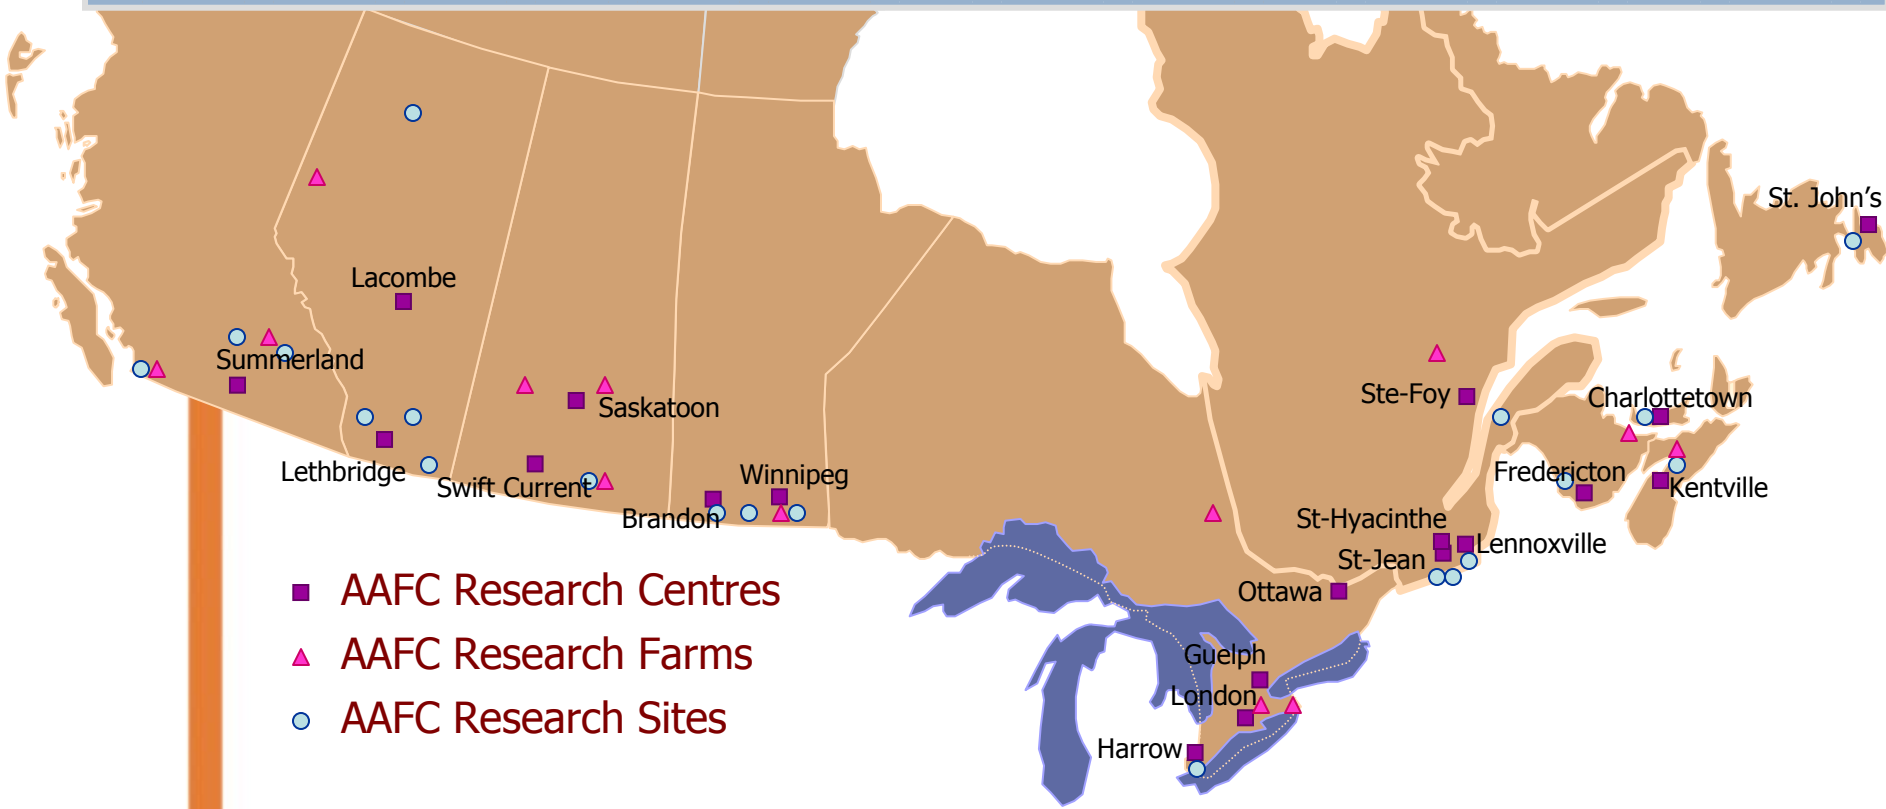 St. John's
Lacombe
Summerland
Ste-Foy
Charlottetown
Saskatoon
Lethbridge
Swift Current
Winnipeg
Fredericton
Kentville
Brandon
St-Hyacinthe
Lennoxville
St-Jean
Ottawa
AAFC Research Centres
AAFC Research Farms
Guelph
London
AAFC Research Sites
Harrow